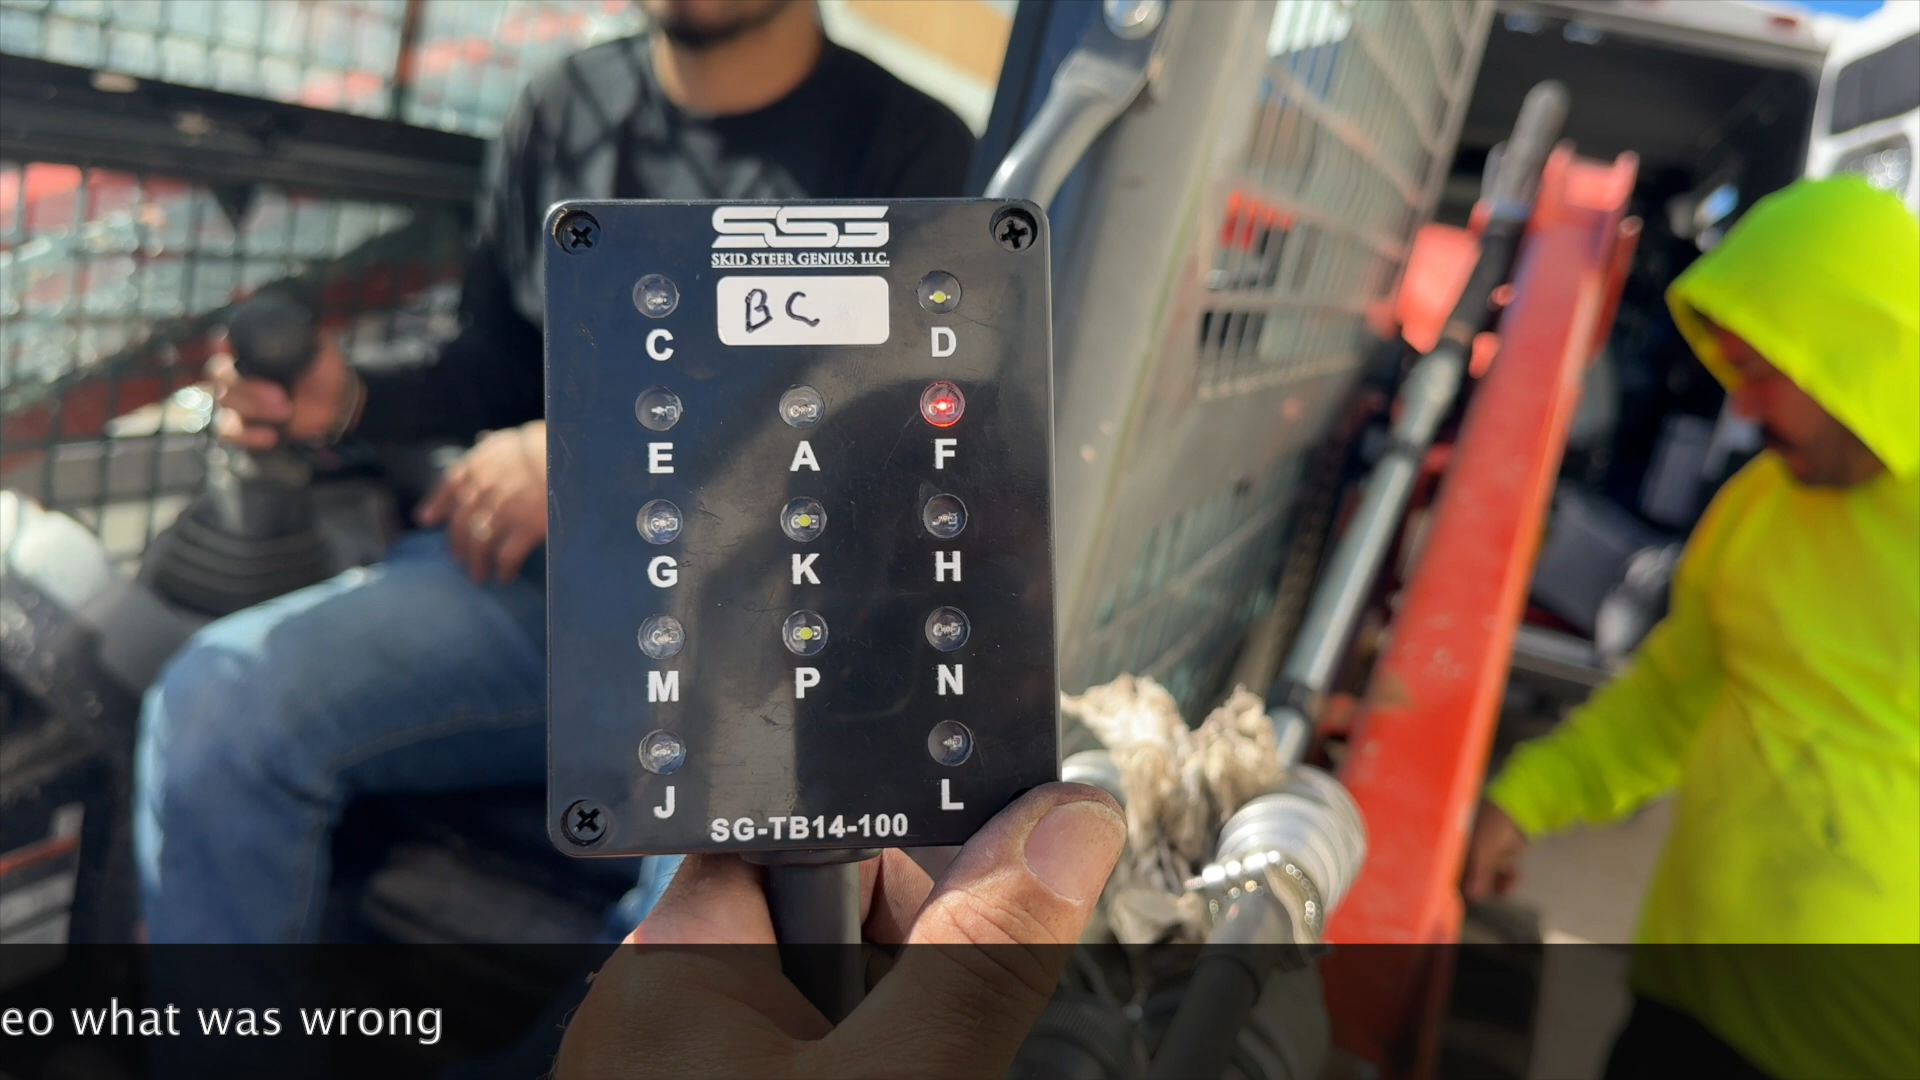 SSG
SKID STEER GENIUS, LLC.
BC
C D
E A F
G K H
M P N
J L
SG-TB14-100
eo what was wrong